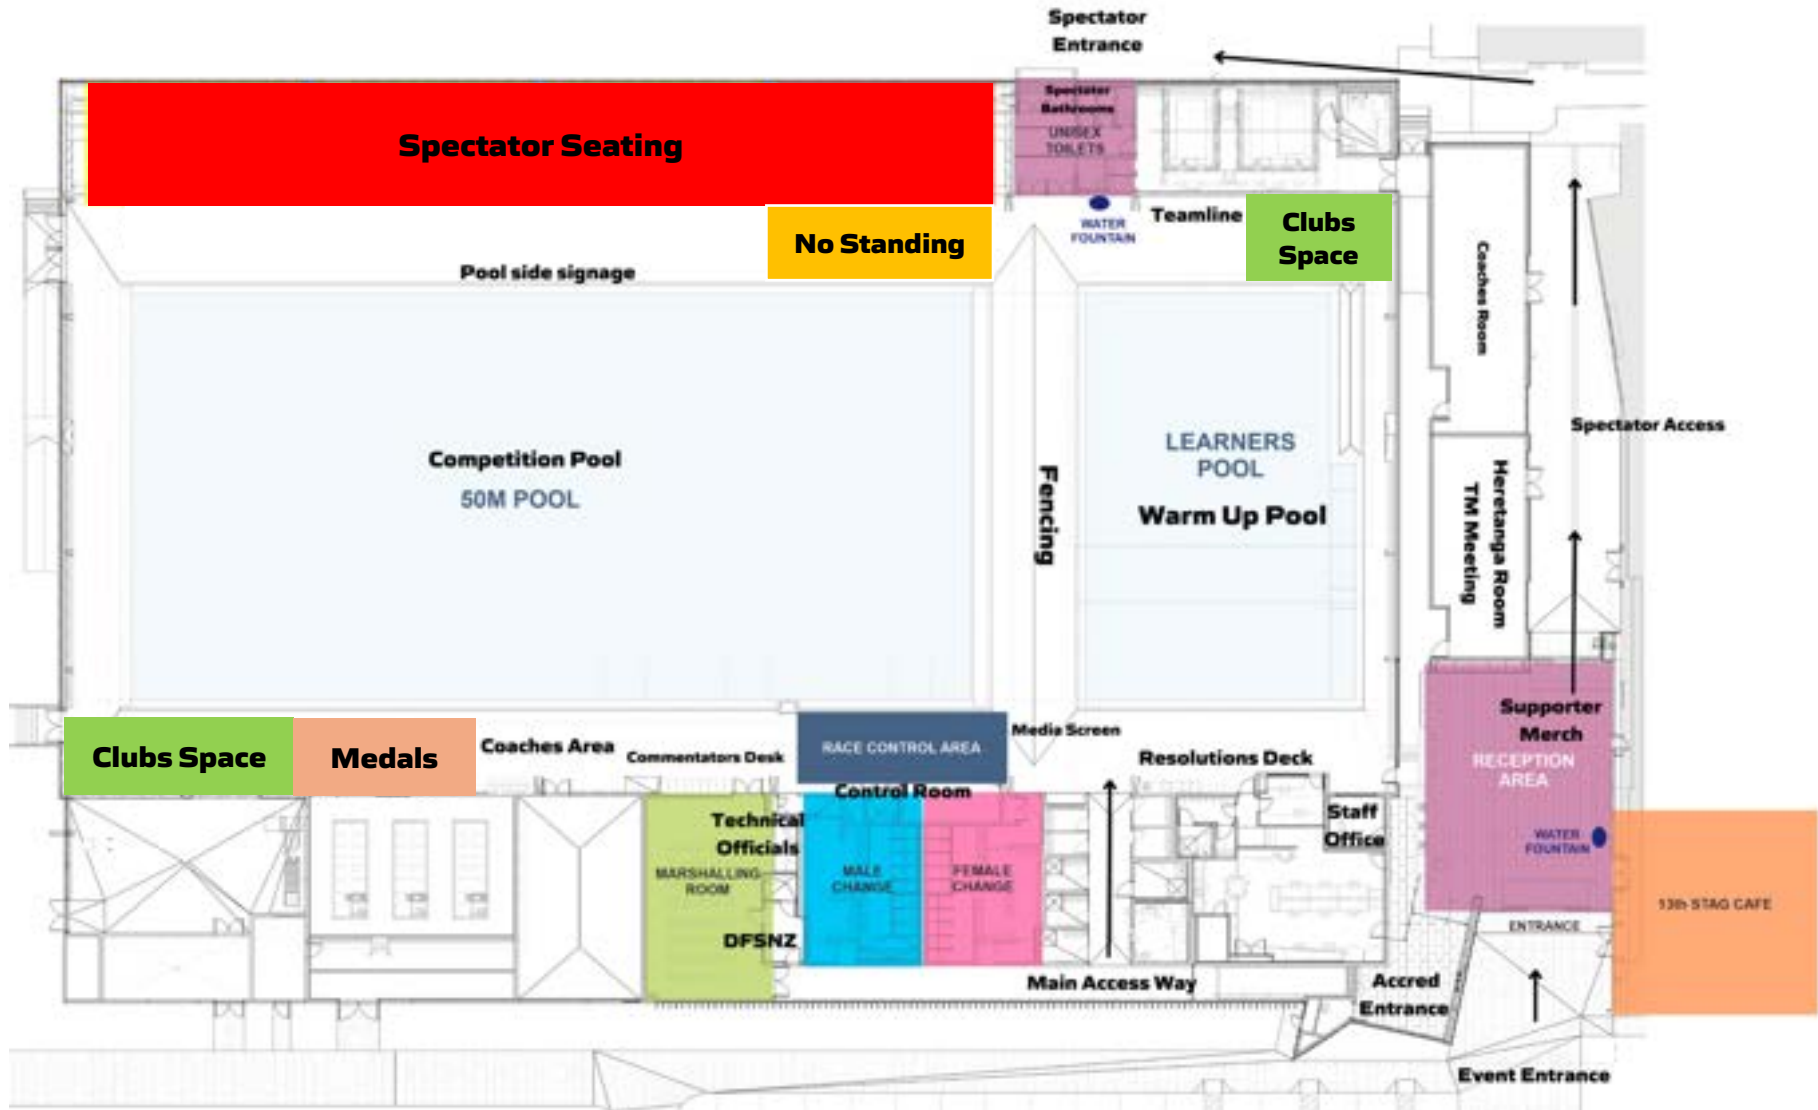 Spectator
Entrance
Spectator
Bathrooms
UNISEX
TOILETS
Spectator Seating
No Standing
WATER
FOUNTAIN
Teamline
Clubs
Space
Pool side signage
Coaches Room
Competition Pool
50M POOL
Fencing
LEARNERS
POOL
Warm Up Pool
Spectator Access
Heretanga Room
TM Meeting
Clubs Space
Medals
Coaches Area
Commentators Desk
RACE CONTROL AREA
Media Screen
Resolutions Deck
Supporter
Merch
RECEPTION
AREA
Control Room
Technical
Officials
MARSHALLING
ROOM
DFSNZ
MALE
CHANGE
FEMALE
CHANGE
Staff
Office
WATER
FOUNTAIN
13th STAG CAFE
ENTRANCE
Main Access Way
Accred
Entrance
Event Entrance